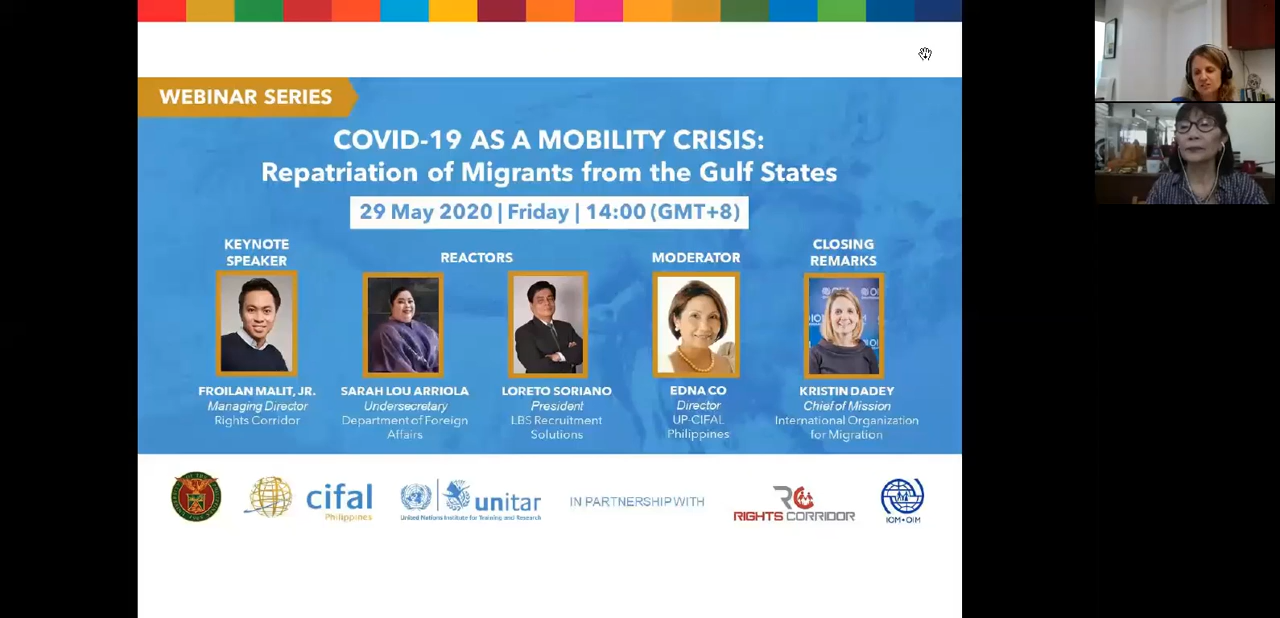 WEBINAR SERIES
COVID-19 AS A MOBILITY CRISIS:
Repatriation of Migrants from the Gulf States
29 May 2020 | Friday | 14:00 (GMT+8)
KEYNOTE
SPEAKER
REACTORS
MODERATOR
CLOSING
REMARKS
FROILAN MALIT, JR.
Managing Director
Rights Corridor
SARAH LOU ARRIOLA
Undersecretary
Department of Foreign
Affairs
LORETO SORIANO
President
LBS Recruitment
Solutions
EDNA CO
Director
UP-CIFAL
Philippines
KRISTIN DADEY
Chief of Mission
International Organization
for Migration
cifal
Philippines
unitar
United Nations Institute for Training and Research
IN PARTNERSHIP WITH
RC
RIGHTS CORRIDOR
IOM • OIM